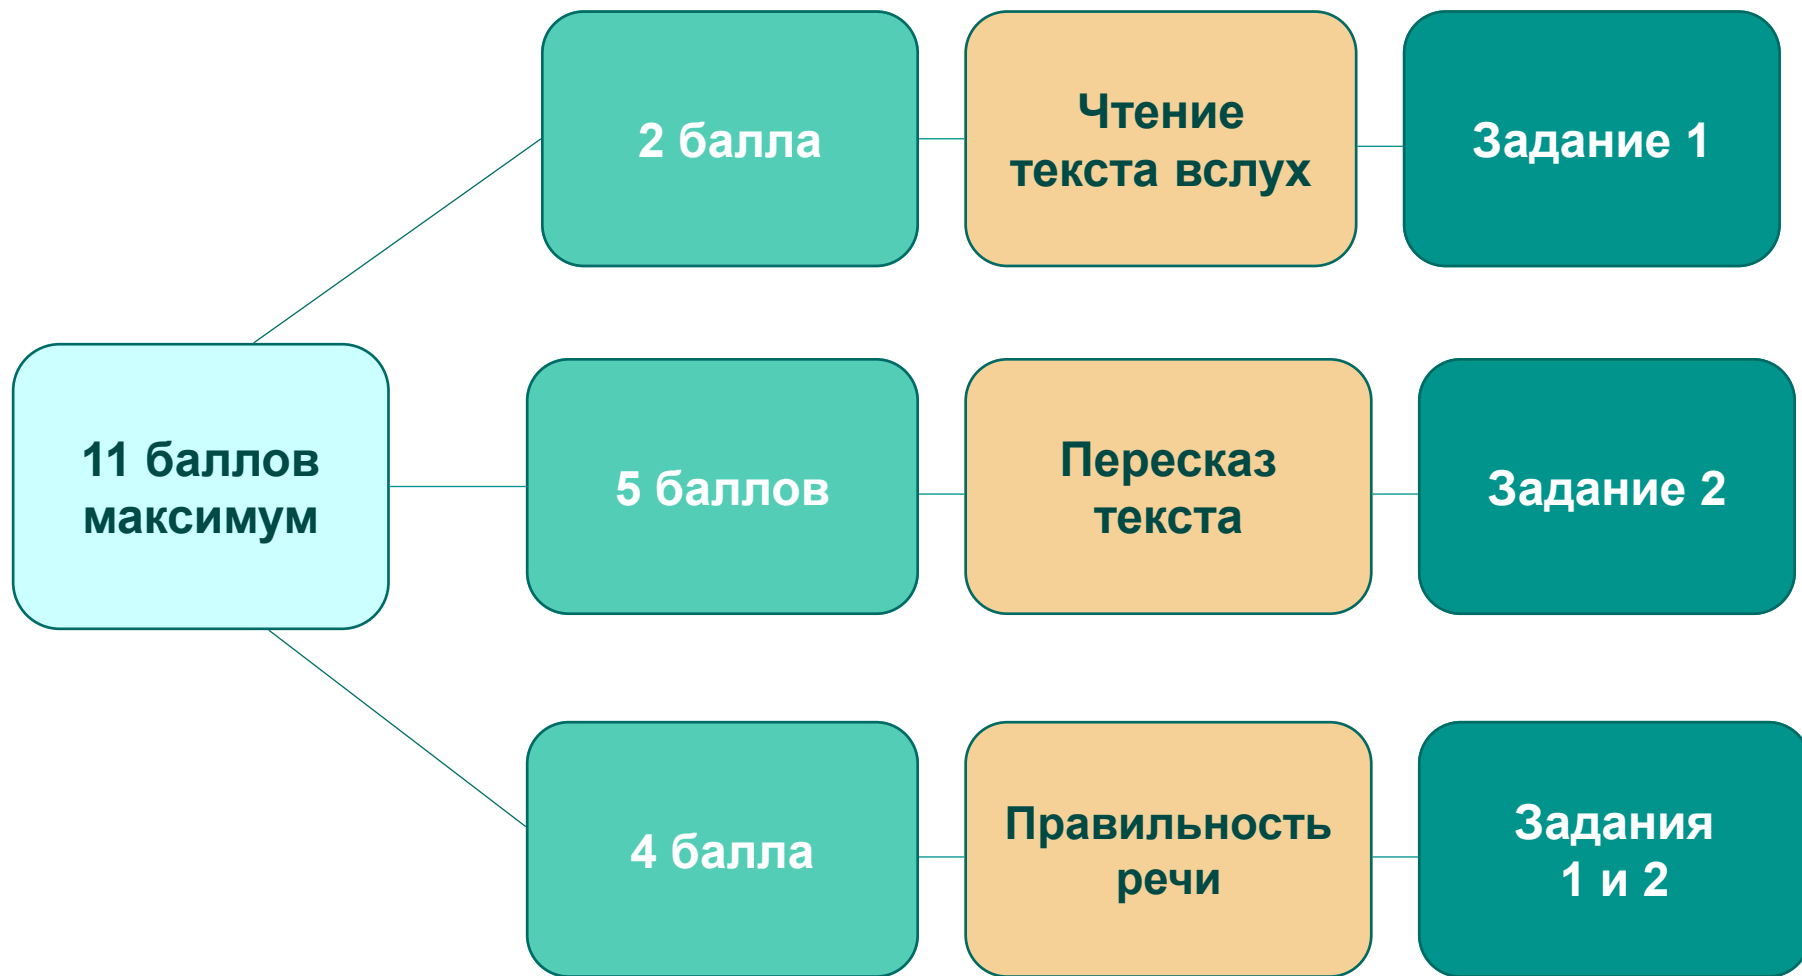 2 балла
Чтение
текста вслух
Задание 1
11 баллов
максимум
5 баллов
Пересказ
текста
Задание 2
4 балла
Правильность
речи
Задания
1 и 2